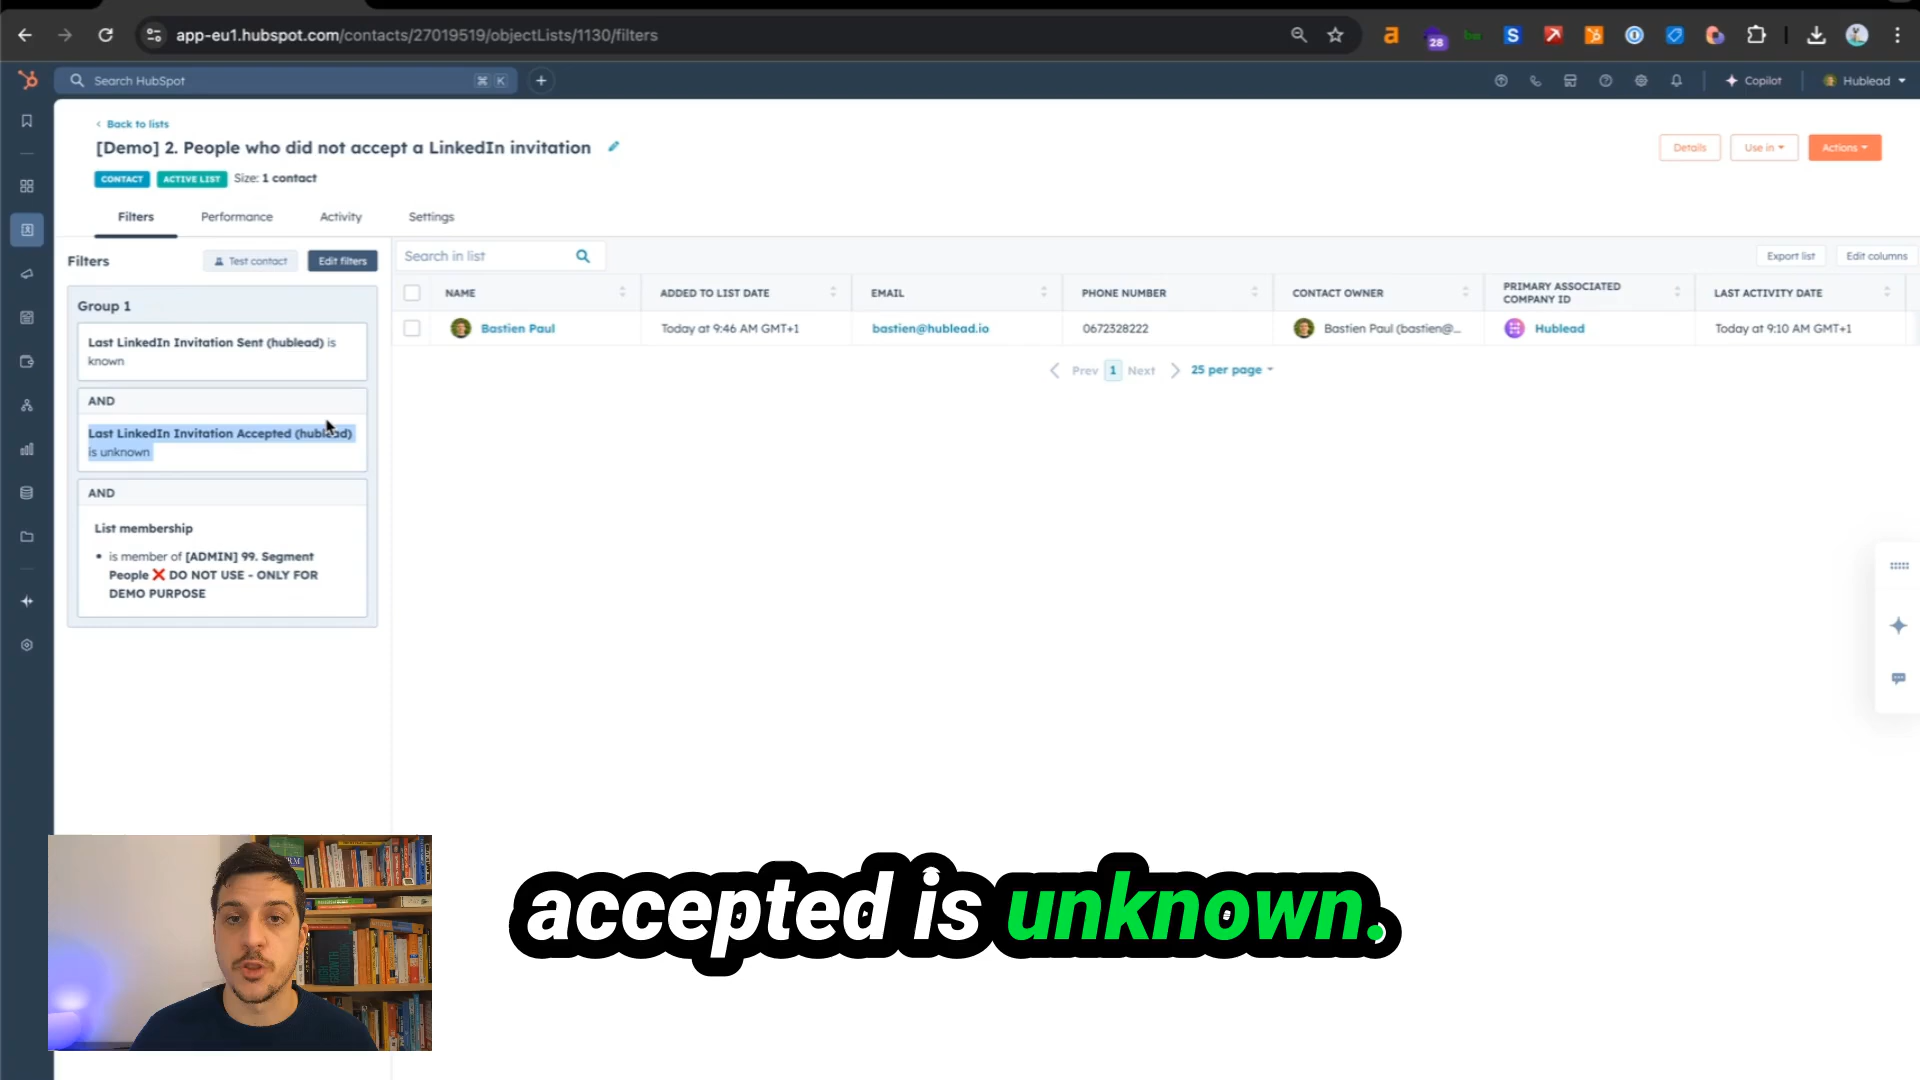 app-eu1.hubspot.com/contacts/27019519/objectLists/1130/filters
28
Search HubSpot
⌘ K
+
Copilot
Hublead
Back to lists
[Demo] 2. People who did not accept a LinkedIn invitation
Details
Use in
Actions
CONTACT
ACTIVE LIST
Size: 1 contact
Filters
Performance
Activity
Settings
Filters
Test contact
Edit filters
Search in list
Export list
Edit columns
Group 1
Last LinkedIn Invitation Sent (hublead) is
known
AND
Last LinkedIn Invitation Accepted (hublead)
is unknown
AND
List membership
• is member of [ADMIN] 99. Segment
People ❌ DO NOT USE - ONLY FOR
DEMO PURPOSE
NAME
ADDED TO LIST DATE
EMAIL
PHONE NUMBER
CONTACT OWNER
PRIMARY ASSOCIATED
COMPANY ID
LAST ACTIVITY DATE
Bastien Paul
Today at 9:46 AM GMT+1
bastien@hublead.io
0672328222
Bastien Paul (bastien@...
Hublead
Today at 9:10 AM GMT+1
Prev 1 Next
25 per page
accepted is unknown.